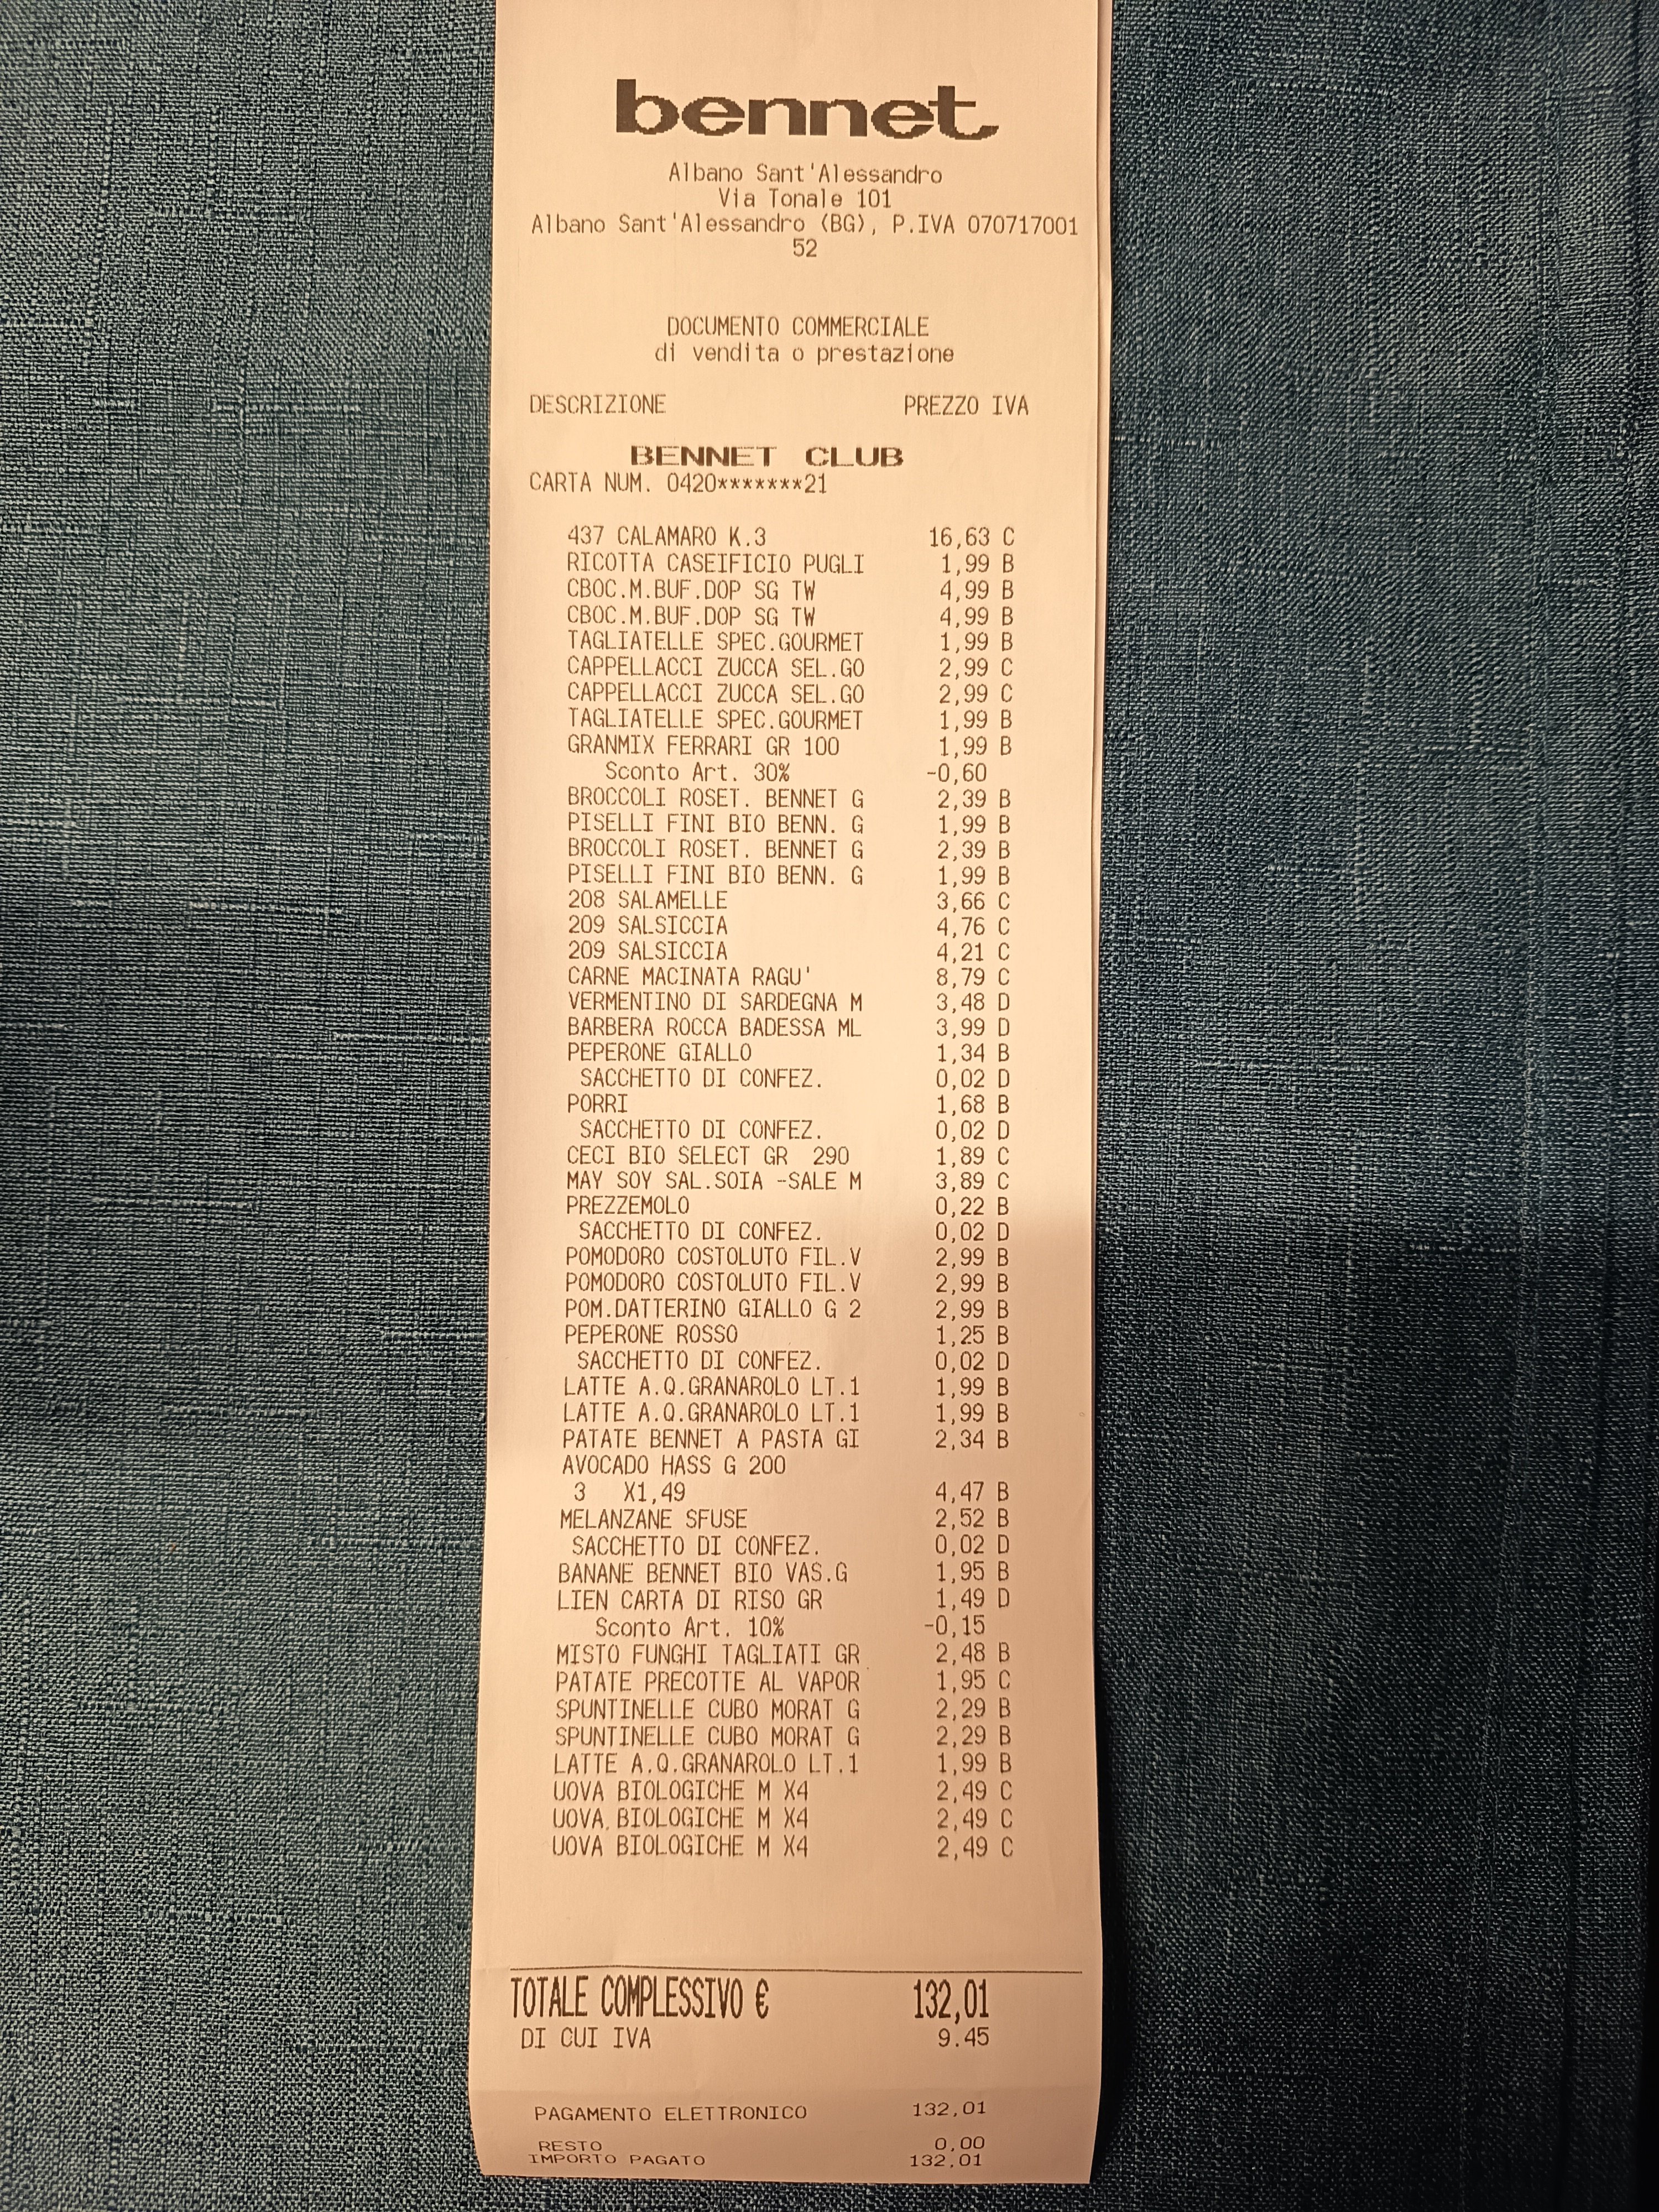 bennet
Albano Sant'Alessandro
Via Tonale 101
Albano Sant'Alessandro (BG), P.IVA 070717001
52
DOCUMENTO COMMERCIALE
di vendita o prestazione
DESCRIZIONE PREZZO IVA
BENNET CLUB
CARTA NUM. 0420*******21
437 CALAMARO K.3 16,63 C
RICOTTA CASEIFICIO PUGLI 1,99 B
CBOC.M.BUF.DOP SG TW 4,99 B
CBOC.M.BUF.DOP SG TW 4,99 B
TAGLIATELLE SPEC.GOURMET 1,99 B
CAPPELLACCI ZUCCA SEL.GO 2,99 C
CAPPELLACCI ZUCCA SEL.GO 2,99 C
TAGLIATELLE SPEC.GOURMET 1,99 B
GRANMIX FERRARI GR 100 1,99 B
Sconto Art. 30% -0,60
BROCCOLI ROSET. BENNET G 2,39 B
PISELLI FINI BIO BENN. G 1,99 B
BROCCOLI ROSET. BENNET G 2,39 B
PISELLI FINI BIO BENN. G 1,99 B
208 SALAMELLE 3,66 C
209 SALSICCIA 4,76 C
209 SALSICCIA 4,21 C
CARNE MACINATA RAGU' 8,79 C
VERMENTINO DI SARDEGNA M 3,48 D
BARBERA ROCCA BADESSA ML 3,99 D
PEPERONE GIALLO 1,34 B
SACCHETTO DI CONFEZ. 0,02 D
PORRI 1,68 B
SACCHETTO DI CONFEZ. 0,02 D
CECI BIO SELECT GR 290 1,89 C
MAY SOY SAL.SOIA -SALE M 3,89 C
PREZZEMOLO 0,22 B
SACCHETTO DI CONFEZ. 0,02 D
POMODORO COSTOLUTO FIL.V 2,99 B
POMODORO COSTOLUTO FIL.V 2,99 B
POM.DATTERINO GIALLO G 2 2,99 B
PEPERONE ROSSO 1,25 B
SACCHETTO DI CONFEZ. 0,02 D
LATTE A.Q.GRANAROLO LT.1 1,99 B
LATTE A.Q.GRANAROLO LT.1 1,99 B
PATATE BENNET A PASTA GI 2,34 B
AVOCADO HASS G 200
3 X1,49 4,47 B
MELANZANE SFUSE 2,52 B
SACCHETTO DI CONFEZ. 0,02 D
BANANE BENNET BIO VAS.G 1,95 B
LIEN CARTA DI RISO GR 1,49 D
Sconto Art. 10% -0,15
MISTO FUNGHI TAGLIATI GR 2,48 B
PATATE PRECOTTE AL VAPOR 1,95 C
SPUNTINELLE CUBO MORAT G 2,29 B
SPUNTINELLE CUBO MORAT G 2,29 B
LATTE A.Q.GRANAROLO LT.1 1,99 B
UOVA BIOLOGICHE M X4 2,49 C
UOVA BIOLOGICHE M X4 2,49 C
UOVA BIOLOGICHE M X4 2,49 C
TOTALE COMPLESSIVO € 132,01
DI CUI IVA 9.45
PAGAMENTO ELETTRONICO 132,01
RESTO 0,00
IMPORTO PAGATO 132,01